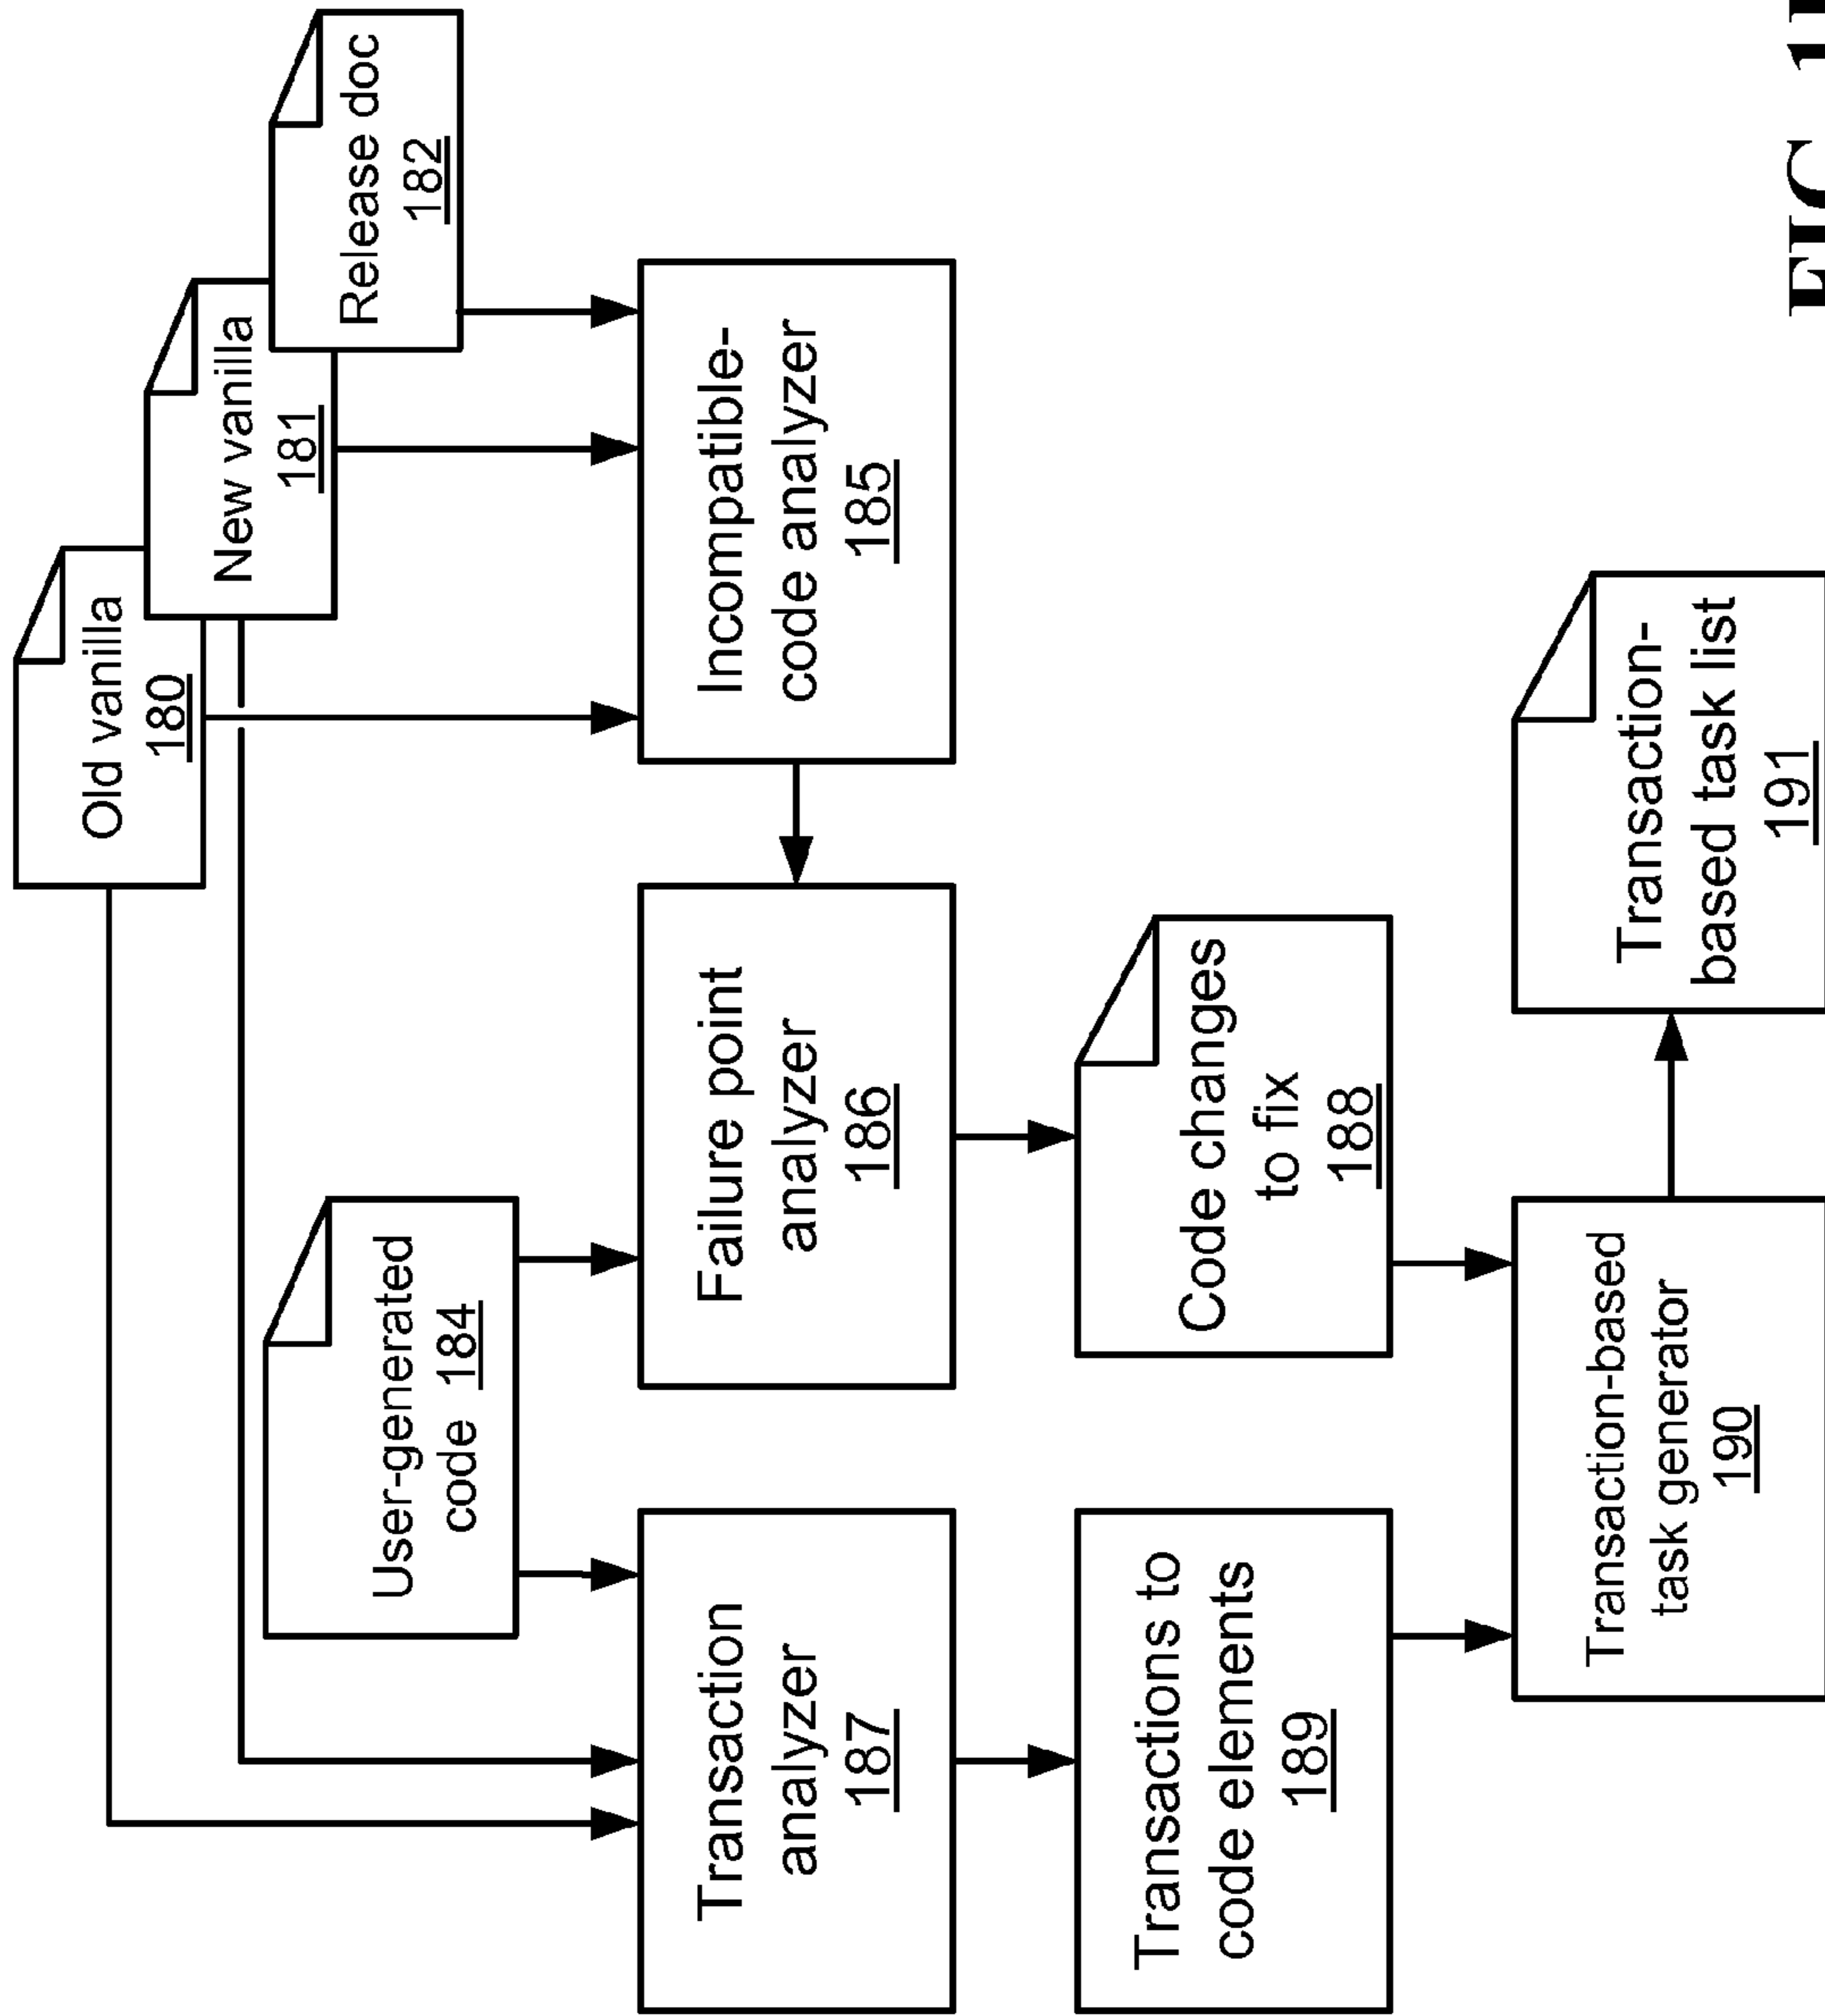 Old vanilla
180
New vanilla
181
Release doc
182
User-generated
code 184
Transaction
analyzer
187
Failure point
analyzer
186
Incompatible-
code analyzer
185
Transactions to
code elements
189
Code changes
to fix
188
Transaction-based
task generator
190
Transaction-
based task list
191
FIG.